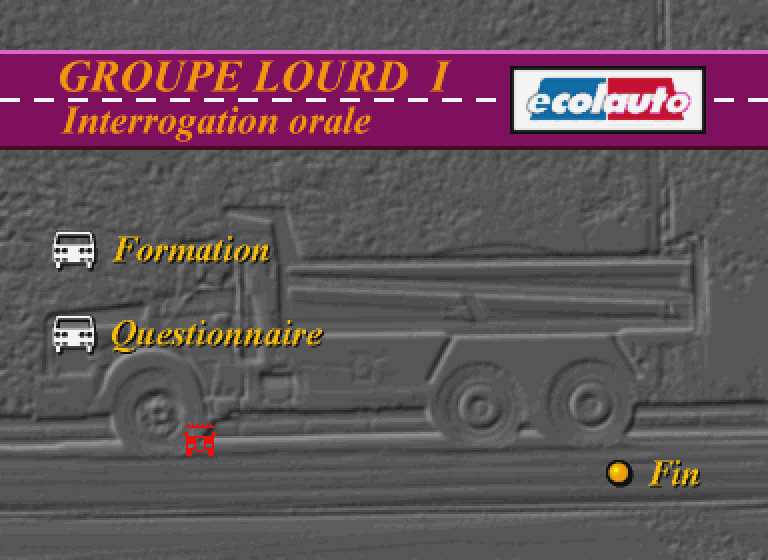 GROUPE LOURD I
Interrogation orale
ecolauto
Formation
Questionnaire
Fin